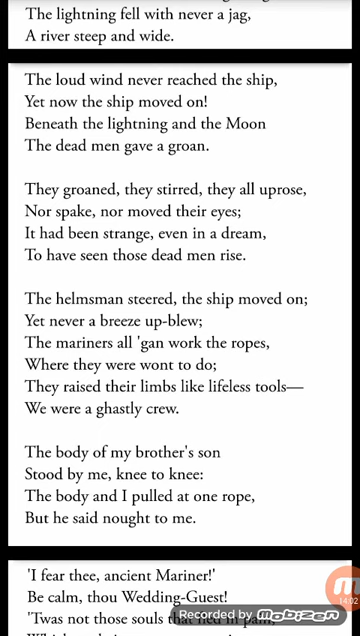 The lightning fell with never a jag,
A river steep and wide.
The loud wind never reached the ship,
Yet now the ship moved on!
Beneath the lightning and the Moon
The dead men gave a groan.
They groaned, they stirred, they all uprose,
Nor spake, nor moved their eyes;
It had been strange, even in a dream,
To have seen those dead men rise.
The helmsman steered, the ship moved on;
Yet never a breeze up-blew;
The mariners all 'gan work the ropes,
Where they were wont to do;
They raised their limbs like lifeless tools—
We were a ghastly crew.
The body of my brother's son
Stood by me, knee to knee:
The body and I pulled at one rope,
But he said nought to me.
'I fear thee, ancient Mariner!'
Be calm, thou Wedding-Guest!
'Twas not those souls that fled in pain,
14:02
Recorded by mobizen